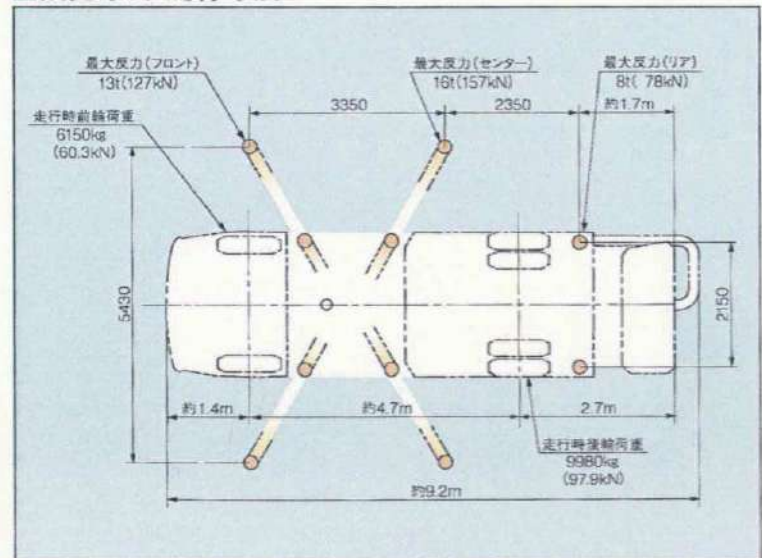 最大反力(フロント)
13t(127kN)
最大反力(センター)
16t(157kN)
最大反力(リア)
8t( 78kN)
3350
2350
約1.7m
走行時前輪荷重
6150kg
(60.3kN)
5430
2150
約1.4m
約4.7m
2.7m
走行時後輪荷重
9980kg
(97.9kN)
約9.2m